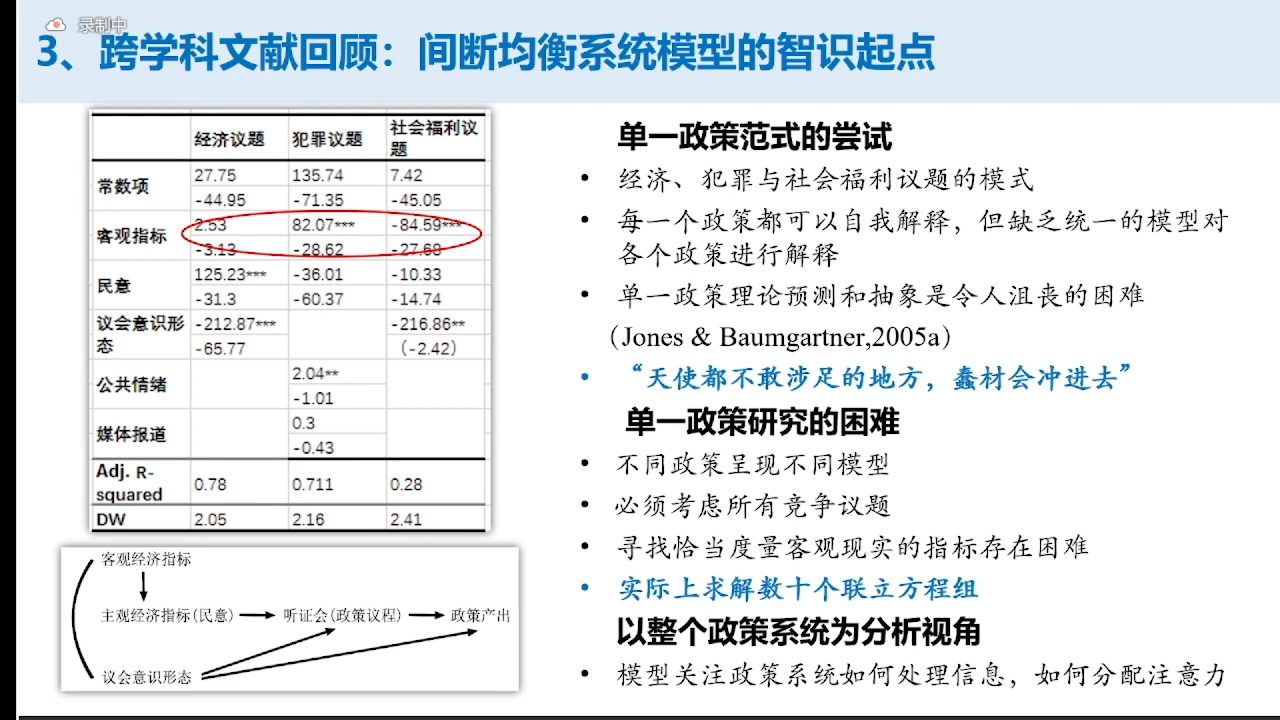 录制中
3、跨学科文献回顾：间断均衡系统模型的智识起点
经济议题 犯罪议题 社会福利议题
常数项 27.75 135.74 7.42
-44.95 -71.35 -45.05
客观指标 2.53 82.07*** -84.59***
-3.13 -28.62 -27.68
民意 125.23*** -36.01 -10.33
-31.3 -60.37 -14.74
议会意识形态 -212.87*** -216.86**
-65.77 (-2.42)
公共情绪 2.04**
-1.01
媒体报道 0.3
-0.43
Adj. R-squared 0.78 0.711 0.28
DW 2.05 2.16 2.41
客观经济指标
主观经济指标(民意) 听证会(政策议程) 政策产出
议会意识形态
单一政策范式的尝试
• 经济、犯罪与社会福利议题的模式
• 每一个政策都可以自我解释，但缺乏统一的模型对
各个政策进行解释
• 单一政策理论预测和抽象是令人沮丧的困难
（Jones & Baumgartner,2005a）
• “天使都不敢涉足的地方，蠢材会冲进去”
单一政策研究的困难
• 不同政策呈现不同模型
• 必须考虑所有竞争议题
• 寻找恰当度量客观现实的指标存在困难
• 实际上求解数十个联立方程组
以整个政策系统为分析视角
• 模型关注政策系统如何处理信息，如何分配注意力